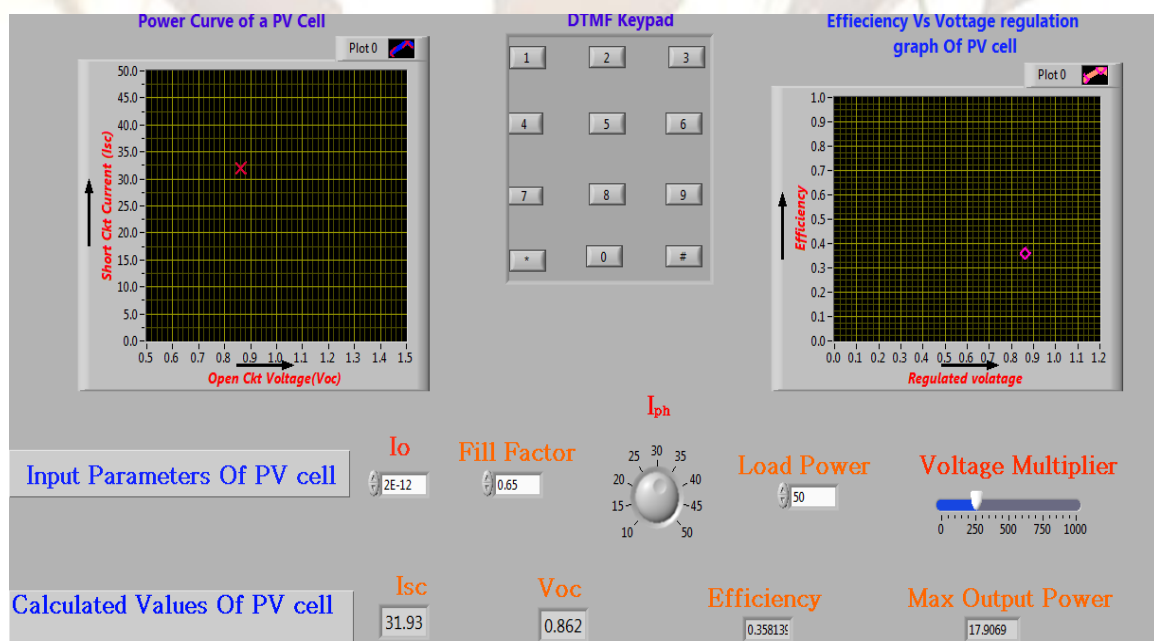 Power Curve of a PV Cell
Plot 0
50.0
45.0
40.0
35.0
30.0
25.0
20.0
15.0
10.0
5.0
0.0
Short Ckt Current (Isc)
0.5 0.6 0.7 0.8 0.9 1.0 1.1 1.2 1.3 1.4 1.5
Open Ckt Voltage(Voc)
DTMF Keypad
1 2 3
4 5 6
7 8 9
* 0 #
Effieciency Vs Vottage regulation
graph Of PV cell
Plot 0
1.0
0.9
0.8
0.7
0.6
0.5
0.4
0.3
0.2
0.1
0.0
Efficiency
0.0 0.1 0.2 0.3 0.4 0.5 0.6 0.7 0.8 0.9 1.0 1.1 1.2
Regulated volatage
Input Parameters Of PV cell
Io
2E-12
Fill Factor
0.65
Iph
10 15 20 25 30 35 40 45 50
Load Power
50
Voltage Multiplier
0 250 500 750 1000
Calculated Values Of PV cell
Isc
31.93
Voc
0.862
Efficiency
0.358139
Max Output Power
17.9069